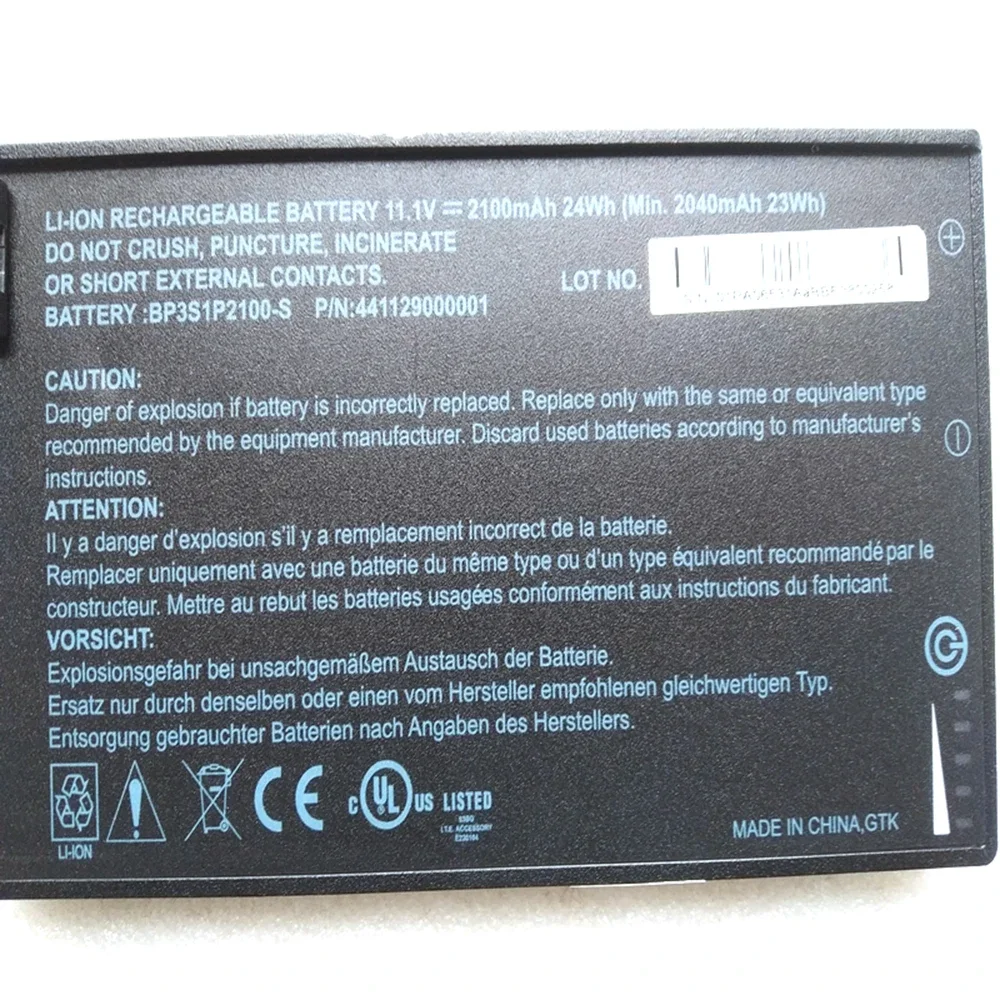 LI-ION RECHARGEABLE BATTERY 11.1V ⎓ 2100mAh 24Wh (Min. 2040mAh 23Wh)
DO NOT CRUSH, PUNCTURE, INCINERATE
OR SHORT EXTERNAL CONTACTS.
LOT NO.
BATTERY :BP3S1P2100-S P/N:441129000001
CAUTION:
Danger of explosion if battery is incorrectly replaced. Replace only with the same or equivalent type
recommended by the equipment manufacturer. Discard used batteries according to manufacturer's
instructions.
ATTENTION:
Il y a danger d'explosion s'il y a remplacement incorrect de la batterie.
Remplacer uniquement avec une batterie du même type ou d'un type équivalent recommandé par le
constructeur. Mettre au rebut les batteries usagées conformément aux instructions du fabricant.
VORSICHT:
Explosionsgefahr bei unsachgemäßem Austausch der Batterie.
Ersatz nur durch denselben oder einen vom Hersteller empfohlenen gleichwertigen Typ.
Entsorgung gebrauchter Batterien nach Angaben des Herstellers.
CE
c UL US LISTED
I.T.E. ACCESSORY
LI-ION
MADE IN CHINA,GTK